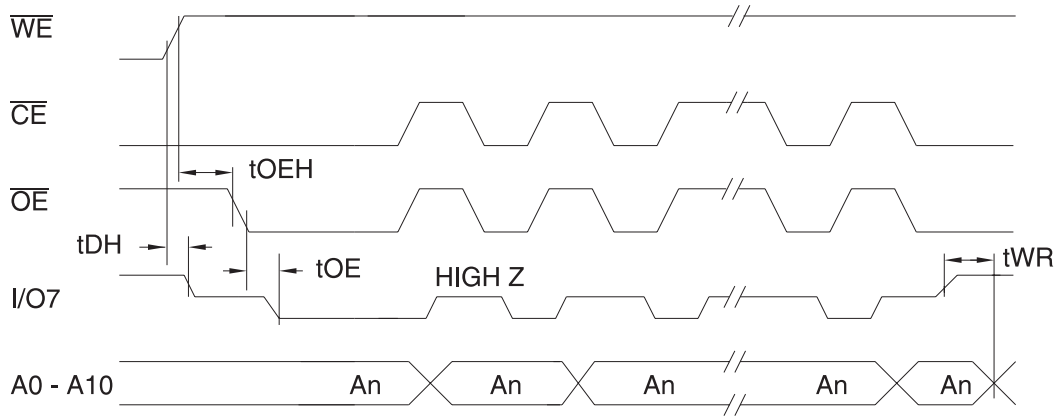 WE
CE
tOEH
OE
tDH
tOE
HIGH Z
tWR
I/O7
A0 - A10
An
An
An
An
An